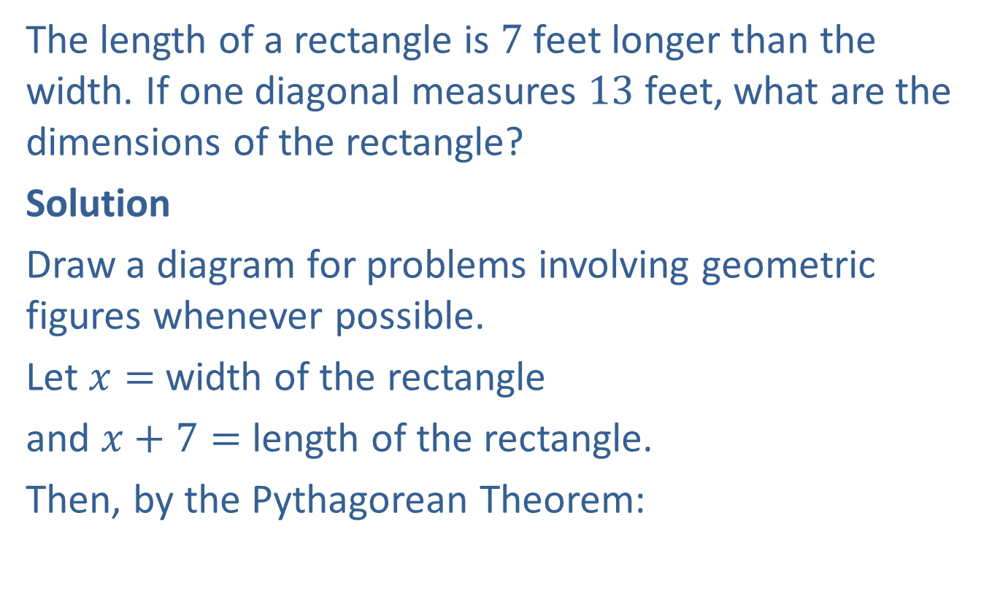 The length of a rectangle is 7 feet longer than the
width. If one diagonal measures 13 feet, what are the
dimensions of the rectangle?
Solution
Draw a diagram for problems involving geometric
figures whenever possible.
Let x = width of the rectangle
and x + 7 = length of the rectangle.
Then, by the Pythagorean Theorem: